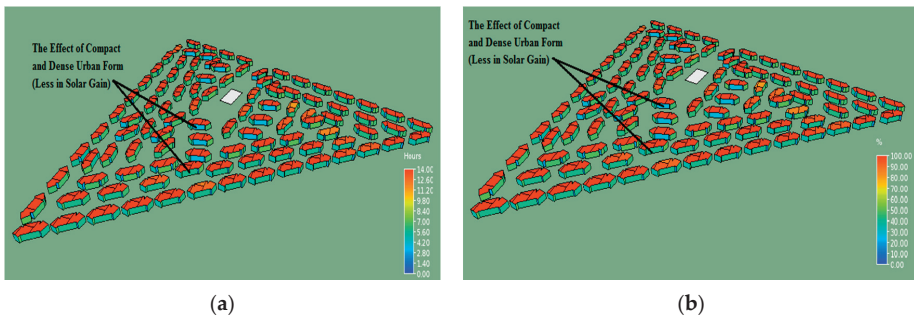 The Effect of Compact
and Dense Urban Form
(Less in Solar Gain)
Hours
14.00
12.60
11.20
9.80
8.40
7.00
5.60
4.20
2.80
1.40
0.00
(a)
The Effect of Compact
and Dense Urban Form
(Less in Solar Gain)
%
100.00
90.00
80.00
70.00
60.00
50.00
40.00
30.00
20.00
10.00
0.00
(b)